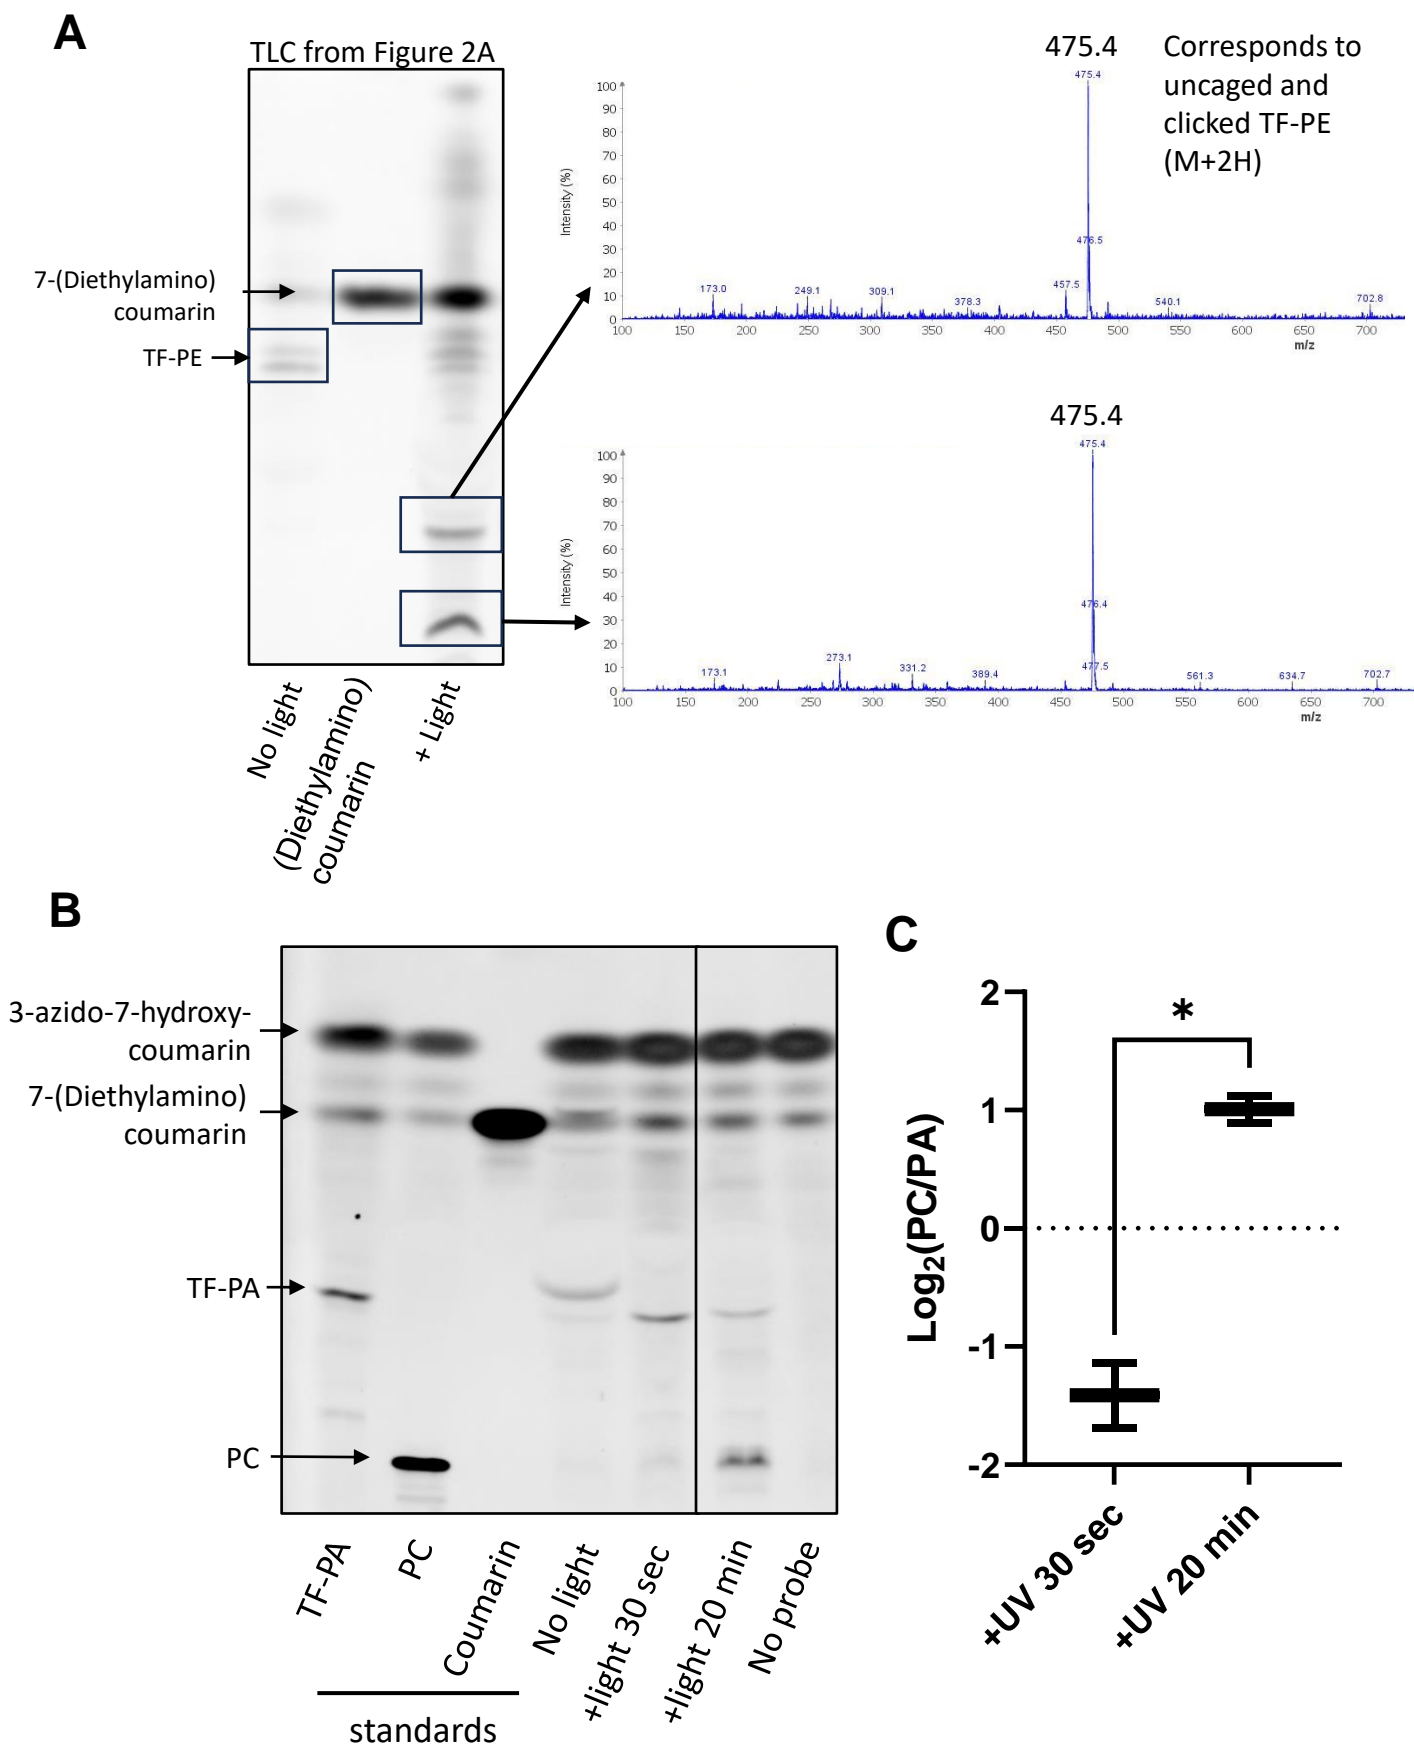 A
TLC from Figure 2A
7-(Diethylamino)
coumarin
TF-PE
No light
(Diethylamino)
coumarin
+ Light
475.4
Corresponds to
uncaged and
clicked TF-PE
(M+2H)
Intensity (%)
100
90
80
70
60
50
40
30
20
10
0
475.4
476.5
173.0
249.1
309.1
378.3
457.5
540.1
702.8
100 150 200 250 300 350 400 450 500 550 600 650 700
m/z
475.4
Intensity (%)
100
90
80
70
60
50
40
30
20
10
0
475.4
476.4
477.5
173.1
273.1
331.2
389.4
561.3
634.7
702.7
100 150 200 250 300 350 400 450 500 550 600 650 700
m/z
B
3-azido-7-hydroxy-
coumarin
7-(Diethylamino)
coumarin
TF-PA
PC
TF-PA
PC
Coumarin
No light
+light 30 sec
+light 20 min
No probe
standards
C
Log2(PC/PA)
2
1
0
-1
-2
*
+UV 30 sec
+UV 20 min